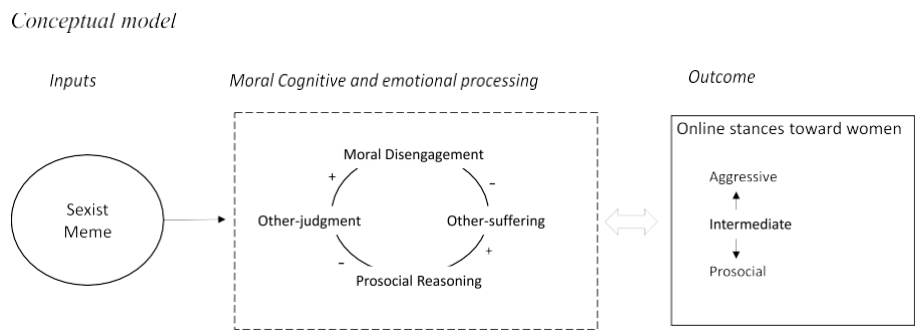 Conceptual model
Inputs
Moral Cognitive and emotional processing
Outcome
Sexist
Meme
Moral Disengagement
+
-
Other-judgment
Other-suffering
-
+
Prosocial Reasoning
Online stances toward women
Aggressive
Intermediate
Prosocial